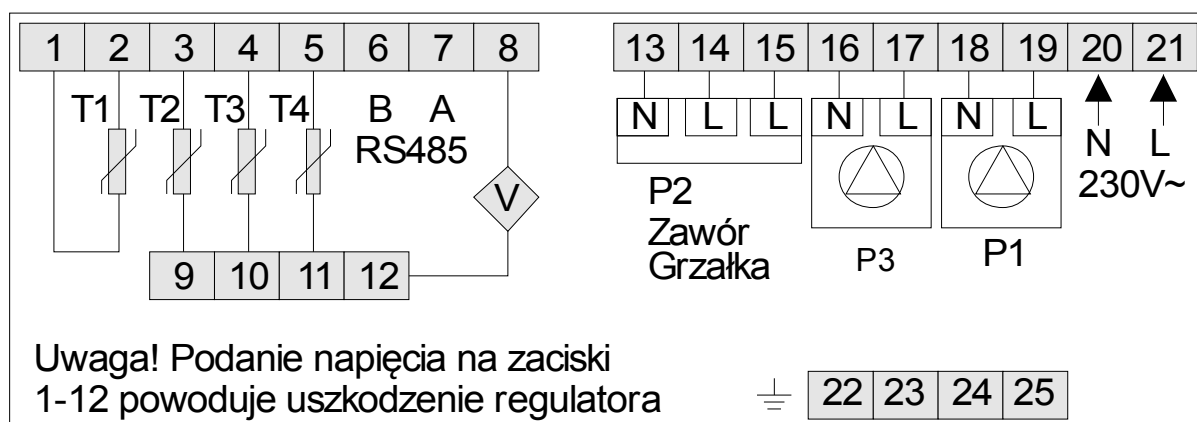 1 2 3 4 5 6 7 8
13 14 15 16 17 18 19 20 21
T1 T2 T3 T4 B A
RS485
V
9 10 11 12
N L L N L N L
N L
230V~
P2
Zawór
Grzałka
P3
P1
Uwaga! Podanie napięcia na zaciski
1-12 powoduje uszkodzenie regulatora
22 23 24 25